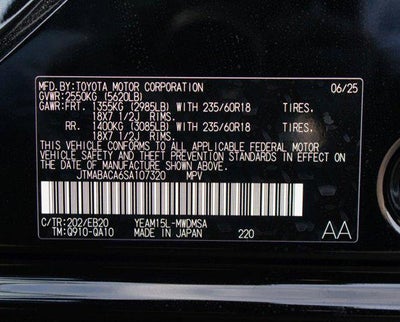 MFD.BY:TOYOTA MOTOR CORPORATION 06/25
GVWR:2550KG (5620LB)
GAWR:FRT. 1355KG (2985LB) WITH 235/60R18 TIRES.
18X7 1/2J RIMS.
RR. 1400KG (3085LB) WITH 235/60R18 TIRES.
18X7 1/2J RIMS.
THIS VEHICLE CONFORMS TO ALL APPLICABLE FEDERAL MOTOR
VEHICLE SAFETY AND BUMPER STANDARDS IN EFFECT ON THE DATE
OF MANUFACTURE SHOWN ABOVE.
JTMABACA6SA107320 MPV
C/TR:202/EB20 YEAM15L-MWDMSA
TM:Q910-QA10 MADE IN JAPAN 220 AA